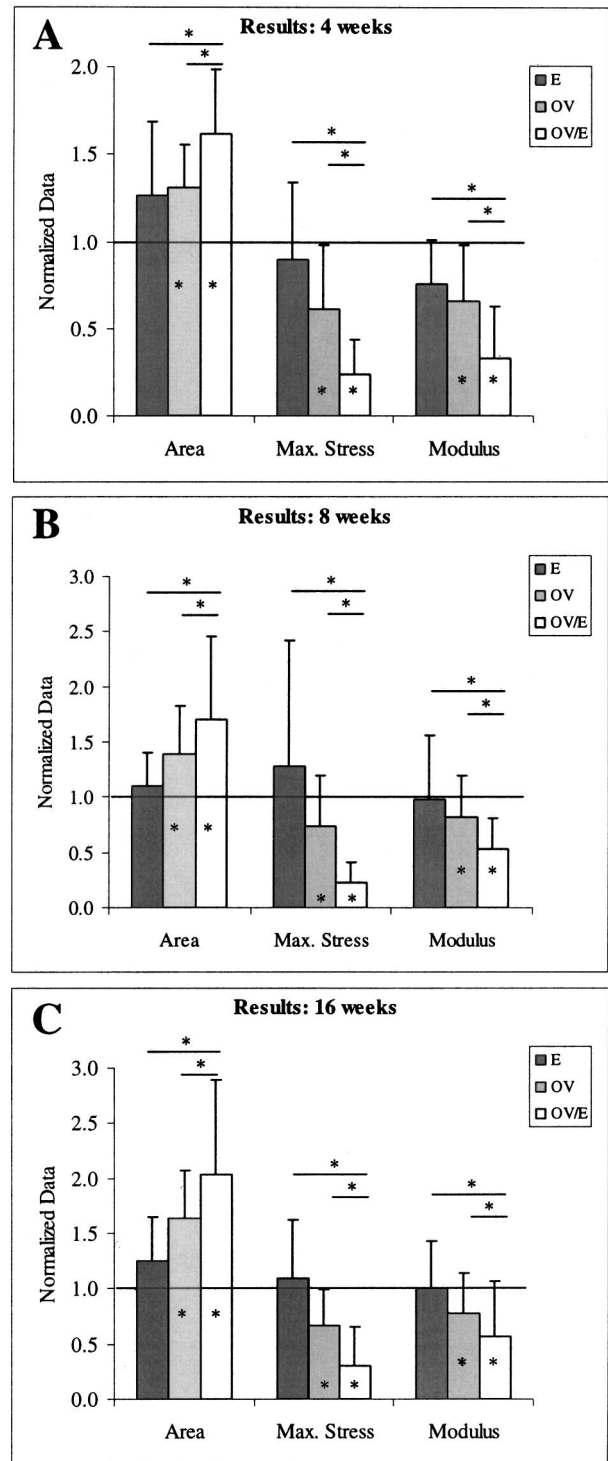 A
Results: 4 weeks
* *
2.0
1.5
1.0
0.5
0.0
Normalized Data
* *
* *
* *
* *
* *
E
OV
OV/E
Area Max. Stress Modulus
B
Results: 8 weeks
3.0
2.5
2.0
1.5
1.0
0.5
0.0
Normalized Data
* *
* *
* *
* *
* *
* *
E
OV
OV/E
Area Max. Stress Modulus
C
Results: 16 weeks
3.0
2.5
2.0
1.5
1.0
0.5
0.0
Normalized Data
* *
* *
* *
* *
* *
* *
E
OV
OV/E
Area Max. Stress Modulus